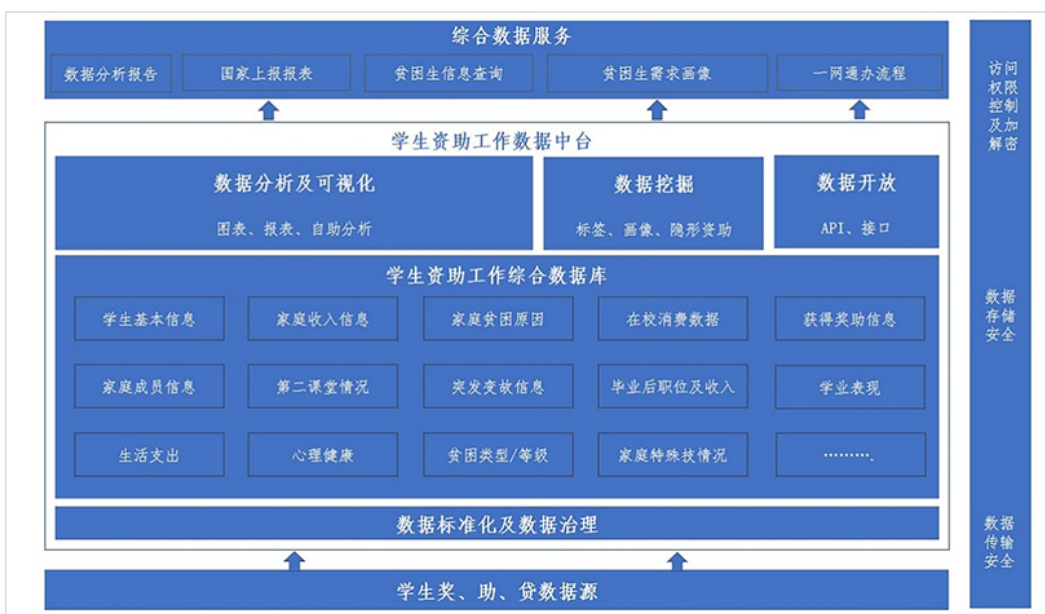 综合数据服务
数据分析报告
国家上报报表
贫困生信息查询
贫困生需求画像
一网通办流程
学生资助工作数据中台
数据分析及可视化
图表、报表、自助分析
数据挖掘
标签、画像、隐形资助
数据开放
API、接口
学生资助工作综合数据库
学生基本信息
家庭收入信息
家庭贫困原因
在校消费数据
获得奖助信息
家庭成员信息
第二课堂情况
突发变故信息
毕业后职位及收入
学业表现
生活支出
心理健康
贫困类型/等级
家庭特殊技情况
……….
数据标准化及数据治理
学生奖、助、贷数据源
访问
权限
控制
及加
解密
数据
存储
安全
数据
传输
安全